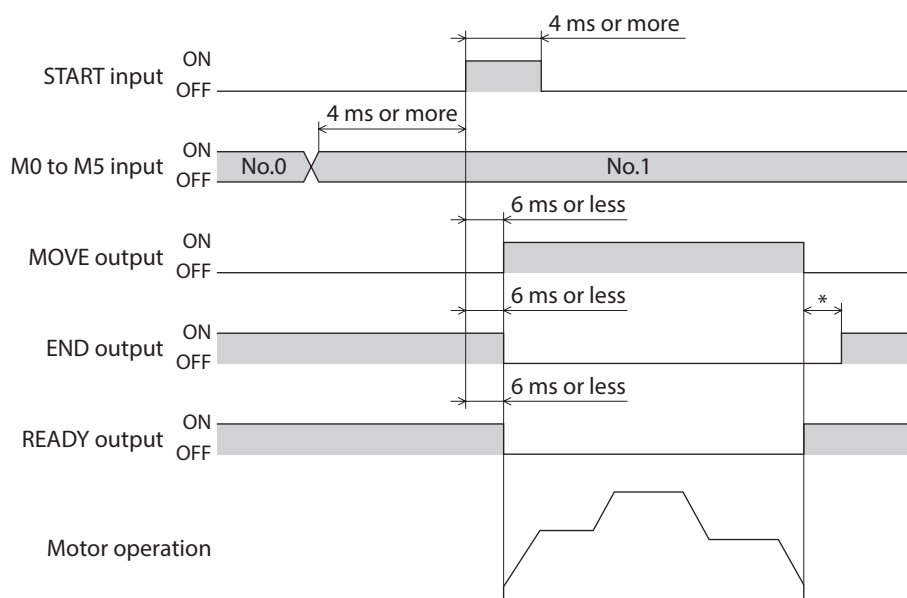 4 ms or more
START input ON
OFF
4 ms or more
M0 to M5 input ON
OFF
No.0 No.1
6 ms or less
MOVE output ON
OFF
6 ms or less *
END output ON
OFF
6 ms or less
READY output ON
OFF
Motor operation